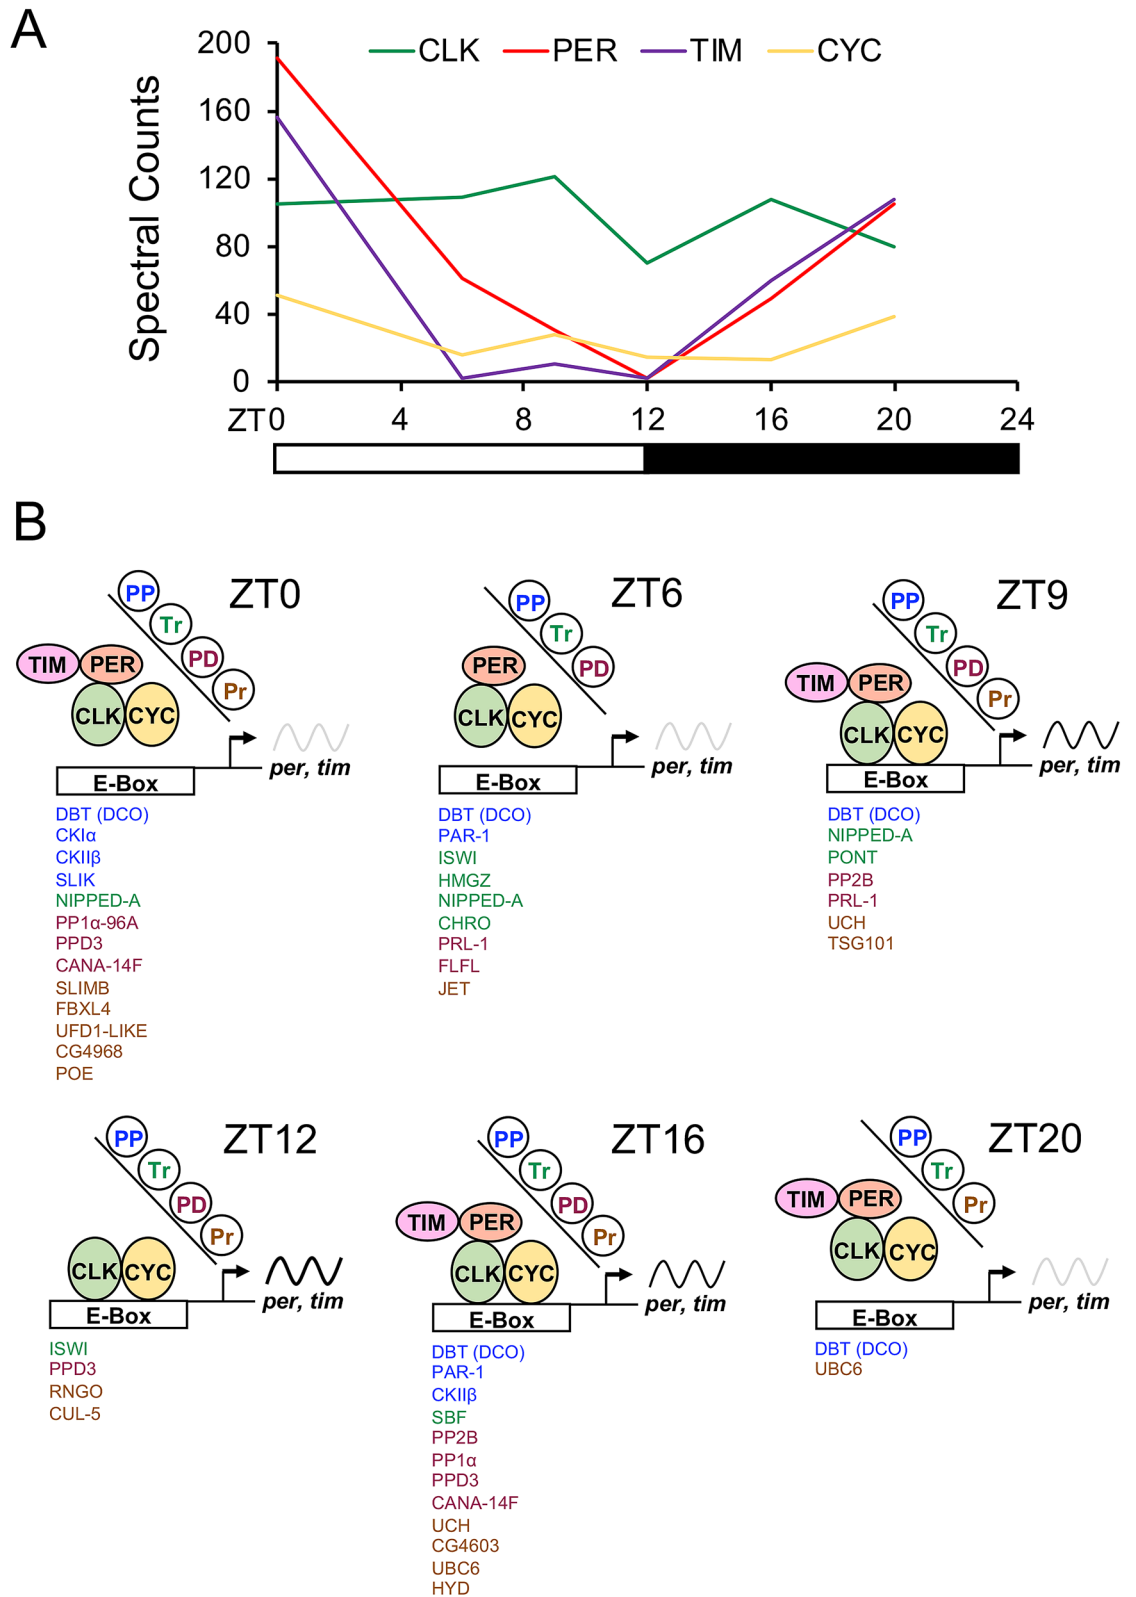 A
CLK PER TIM CYC
200
160
120
80
40
0
Spectral Counts
ZT0 4 8 12 16 20 24
B
ZT0
PP
Tr
PD
Pr
TIM PER
CLK CYC
E-Box
per, tim
DBT (DCO)
CKIα
CKIIβ
SLIK
NIPPED-A
PP1α-96A
PPD3
CANA-14F
SLIMB
FBXL4
UFD1-LIKE
CG4968
POE
ZT6
PP
Tr
PD
PER
CLK CYC
E-Box
per, tim
DBT (DCO)
PAR-1
ISWI
HMGZ
NIPPED-A
CHRO
PRL-1
FLFL
JET
ZT9
PP
Tr
PD
Pr
TIM PER
CLK CYC
E-Box
per, tim
DBT (DCO)
NIPPED-A
PONT
PP2B
PRL-1
UCH
TSG101
ZT12
PP
Tr
PD
Pr
CLK CYC
E-Box
per, tim
ISWI
PPD3
RNGO
CUL-5
ZT16
PP
Tr
PD
Pr
TIM PER
CLK CYC
E-Box
per, tim
DBT (DCO)
PAR-1
CKIIβ
SBF
PP2B
PP1α
PPD3
CANA-14F
UCH
CG4603
UBC6
HYD
ZT20
PP
Tr
Pr
TIM PER
CLK CYC
E-Box
per, tim
DBT (DCO)
UBC6